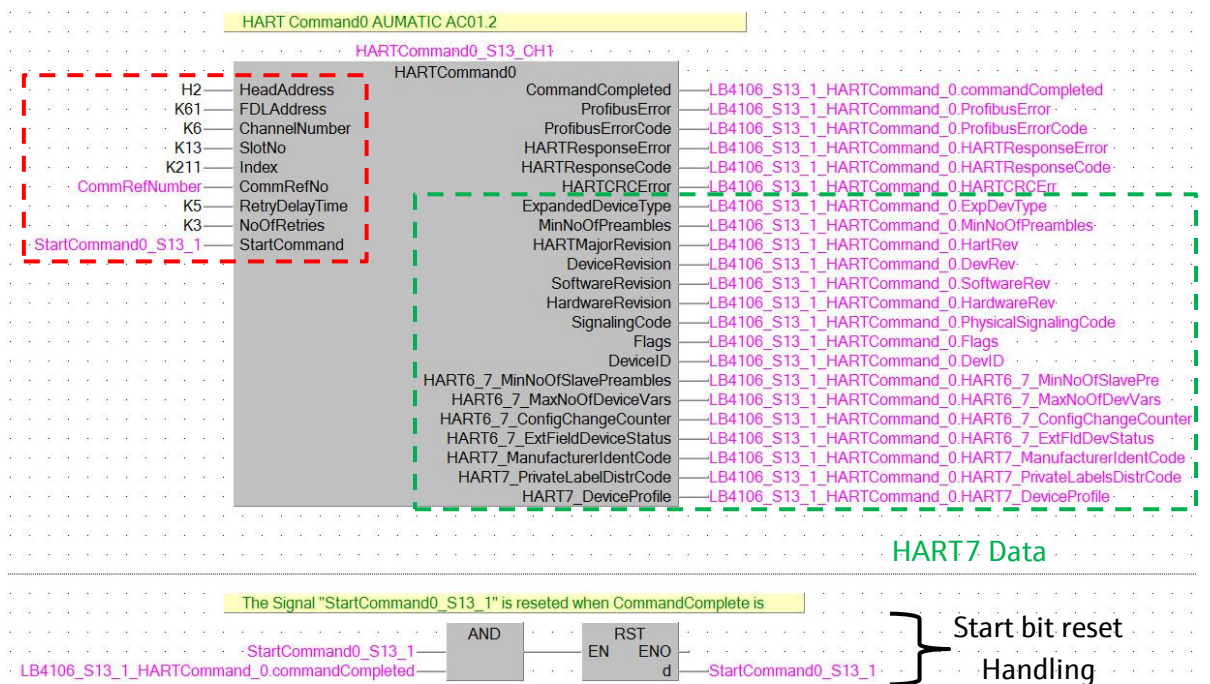 HART Command0 AUMATIC AC01.2
HARTCommand0_S13_CH1
HARTCommand0
H2 HeadAddress CommandCompleted LB4106_S13_1_HARTCommand_0.commandCompleted
K61 FDLAddress ProfibusError LB4106_S13_1_HARTCommand_0.ProfibusError
K6 ChannelNumber ProfibusErrorCode LB4106_S13_1_HARTCommand_0.ProfibusErrorCode
K13 SlotNo HARTResponseError LB4106_S13_1_HARTCommand_0.HARTResponseError
K211 Index HARTResponseCode LB4106_S13_1_HARTCommand_0.HARTResponseCode
CommRefNumber CommRefNo HARTCRCError LB4106_S13_1_HARTCommand_0.HARTCRCErr
K5 RetryDelayTime ExpandedDeviceType LB4106_S13_1_HARTCommand_0.ExpDevType
K3 NoOfRetries MinNoOfPreambles LB4106_S13_1_HARTCommand_0.MinNoOfPreambles
StartCommand0_S13_1 StartCommand HARTMajorRevision LB4106_S13_1_HARTCommand_0.HartRev
DeviceRevision LB4106_S13_1_HARTCommand_0.DevRev
SoftwareRevision LB4106_S13_1_HARTCommand_0.SoftwareRev
HardwareRevision LB4106_S13_1_HARTCommand_0.HardwareRev
SignalingCode LB4106_S13_1_HARTCommand_0.PhysicalSignalingCode
Flags LB4106_S13_1_HARTCommand_0.Flags
DeviceID LB4106_S13_1_HARTCommand_0.DevID
HART6_7_MinNoOfSlavePreambles LB4106_S13_1_HARTCommand_0.HART6_7_MinNoOfSlavePre
HART6_7_MaxNoOfDeviceVars LB4106_S13_1_HARTCommand_0.HART6_7_MaxNoOfDevVars
HART6_7_ConfigChangeCounter LB4106_S13_1_HARTCommand_0.HART6_7_ConfigChangeCounter
HART6_7_ExtFieldDeviceStatus LB4106_S13_1_HARTCommand_0.HART6_7_ExtFldDevStatus
HART7_ManufacturerIdentCode LB4106_S13_1_HARTCommand_0.HART7_ManufacturerIdentCode
HART7_PrivateLabelDistrCode LB4106_S13_1_HARTCommand_0.HART7_PrivateLabelsDistrCode
HART7_DeviceProfile LB4106_S13_1_HARTCommand_0.HART7_DeviceProfile
HART7 Data
The Signal "StartCommand0_S13_1" is reseted when CommandComplete is
AND RST
StartCommand0_S13_1 EN ENO
LB4106_S13_1_HARTCommand_0.commandCompleted d StartCommand0_S13_1
Start bit reset
Handling